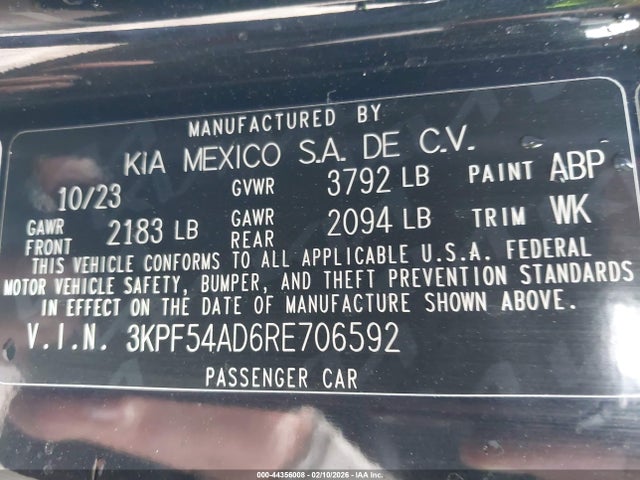 MANUFACTURED BY
KIA MEXICO S.A. DE C.V.
10/23 GVWR 3792 LB PAINT ABP
GAWR FRONT 2183 LB GAWR REAR 2094 LB TRIM WK
THIS VEHICLE CONFORMS TO ALL APPLICABLE U.S.A. FEDERAL
MOTOR VEHICLE SAFETY, BUMPER, AND THEFT PREVENTION STANDARDS
IN EFFECT ON THE DATE OF MANUFACTURE SHOWN ABOVE.
V.I.N. 3KPF54AD6RE706592
PASSENGER CAR
000-44356008 - 02/10/2026 - IAA Inc.